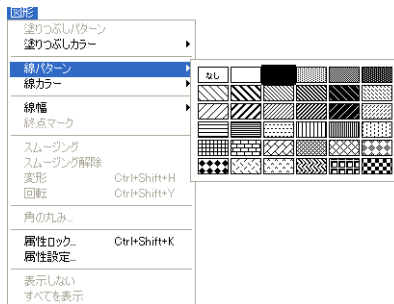 図形
塗りつぶしパターン
塗りつぶしカラー
線パターン
なし
線カラー
線幅
終点マーク
スムージング
スムージング解除
変形 Ctrl+Shift+H
回転 Ctrl+Shift+Y
角の丸み...
属性ロック... Ctrl+Shift+K
属性設定...
表示しない
すべてを表示